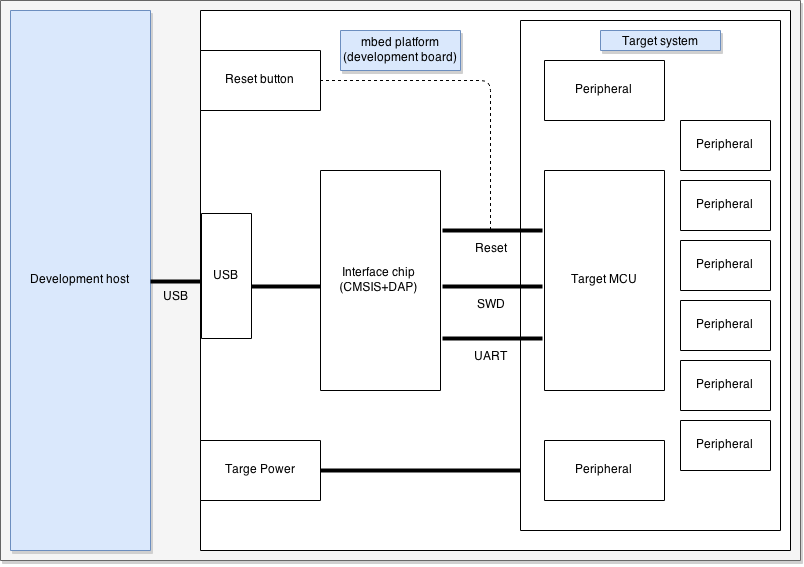 mbed platform
(development board)
Target system
Reset button
Peripheral
Peripheral
Peripheral
Peripheral
Peripheral
Peripheral
Peripheral
Development host
USB
USB
Interface chip
(CMSIS+DAP)
Reset
SWD
UART
Target MCU
Targe Power
Peripheral